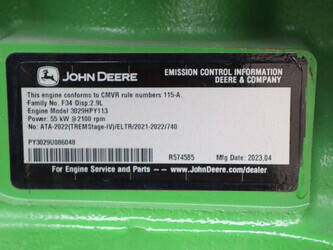 JOHN DEERE
EMISSION CONTROL INFORMATION
DEERE & COMPANY
This engine conforms to CMVR rule numbers 115-A.
Family No. F34 Disp:2.9L
Engine Model 3029HPY113
Power: 55 kW @2100 rpm
No: ATA-2022(TREMStage-IV)/ELTR/2021-2022/740
PY3029U086048
R574585
Mfg Date: 2023.04
For Engine Service and Parts --- www.JohnDeere.com/dealer